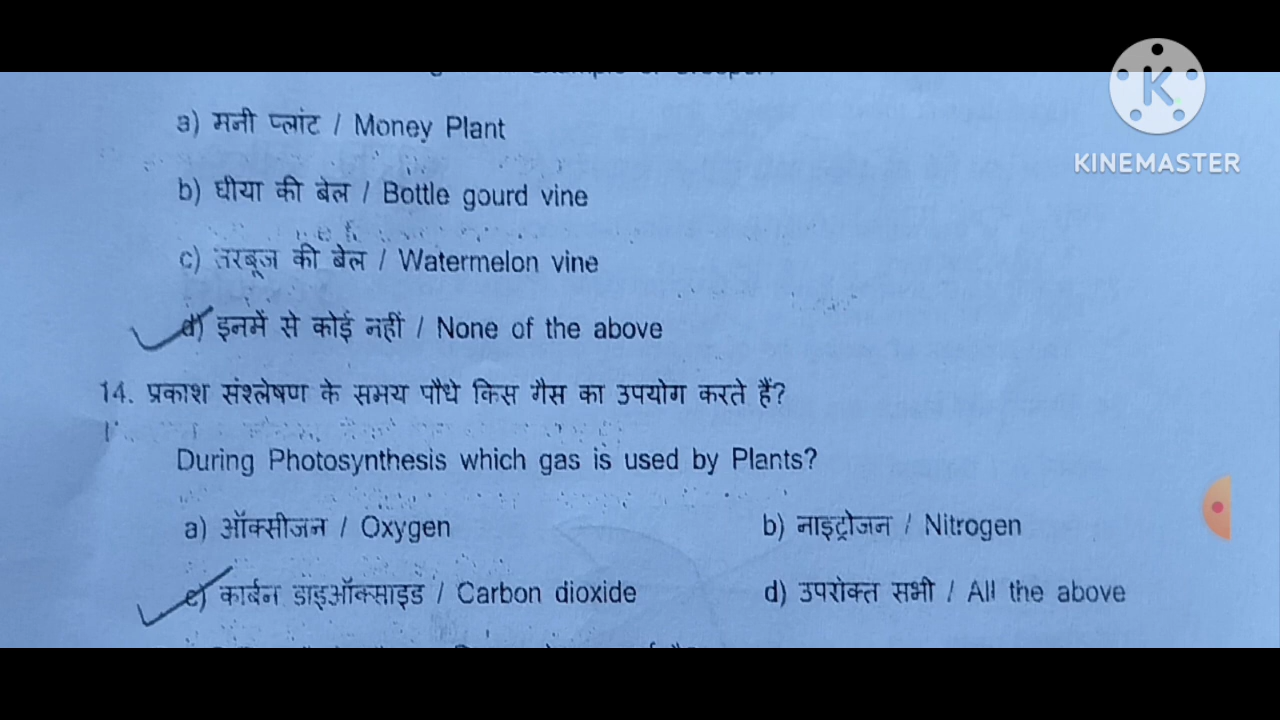 KINEMASTER
a) मनी प्लांट / Money Plant
b) घीया की बेल / Bottle gourd vine
c) तरबूज की बेल / Watermelon vine
d) इनमें से कोई नहीं / None of the above
14. प्रकाश संश्लेषण के समय पौधे किस गैस का उपयोग करते हैं?
During Photosynthesis which gas is used by Plants?
a) ऑक्सीजन / Oxygen b) नाइट्रोजन / Nitrogen
c) कार्बन डाइऑक्साइड / Carbon dioxide d) उपरोक्त सभी / All the above